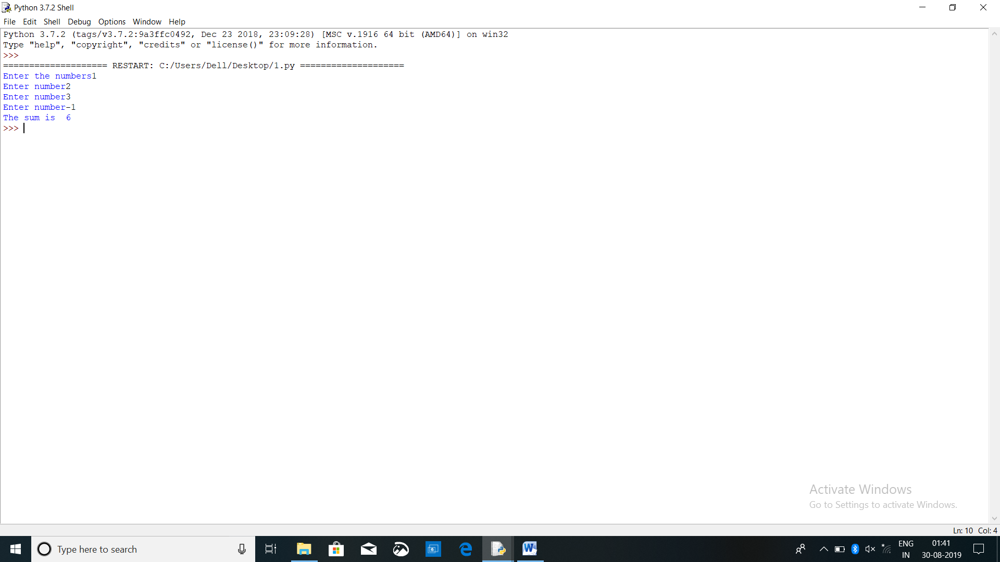 Python 3.7.2 Shell
File Edit Shell Debug Options Window Help
Python 3.7.2 (tags/v3.7.2:9a3ffc0492, Dec 23 2018, 23:09:28) [MSC v.1916 64 bit (AMD64)] on win32
Type "help", "copyright", "credits" or "license()" for more information.
>>>
==================== RESTART: C:/Users/Dell/Desktop/1.py ====================
Enter the numbers1
Enter number2
Enter number3
Enter number-1
The sum is  6
>>>
Activate Windows
Go to Settings to activate Windows.
Ln: 10 Col: 4
Type here to search
ENG
IN
01:41
30-08-2019